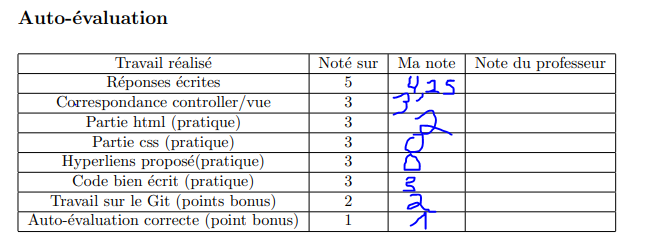 Auto-évaluation
Travail réalisé Noté sur Ma note Note du professeur
Réponses écrites 5 4,25
Correspondance controller/vue 3 3
Partie html (pratique) 3 2
Partie css (pratique) 3 0
Hyperliens proposé(pratique) 3 0
Code bien écrit (pratique) 3 3
Travail sur le Git (points bonus) 2 2
Auto-évaluation correcte (point bonus) 1 1